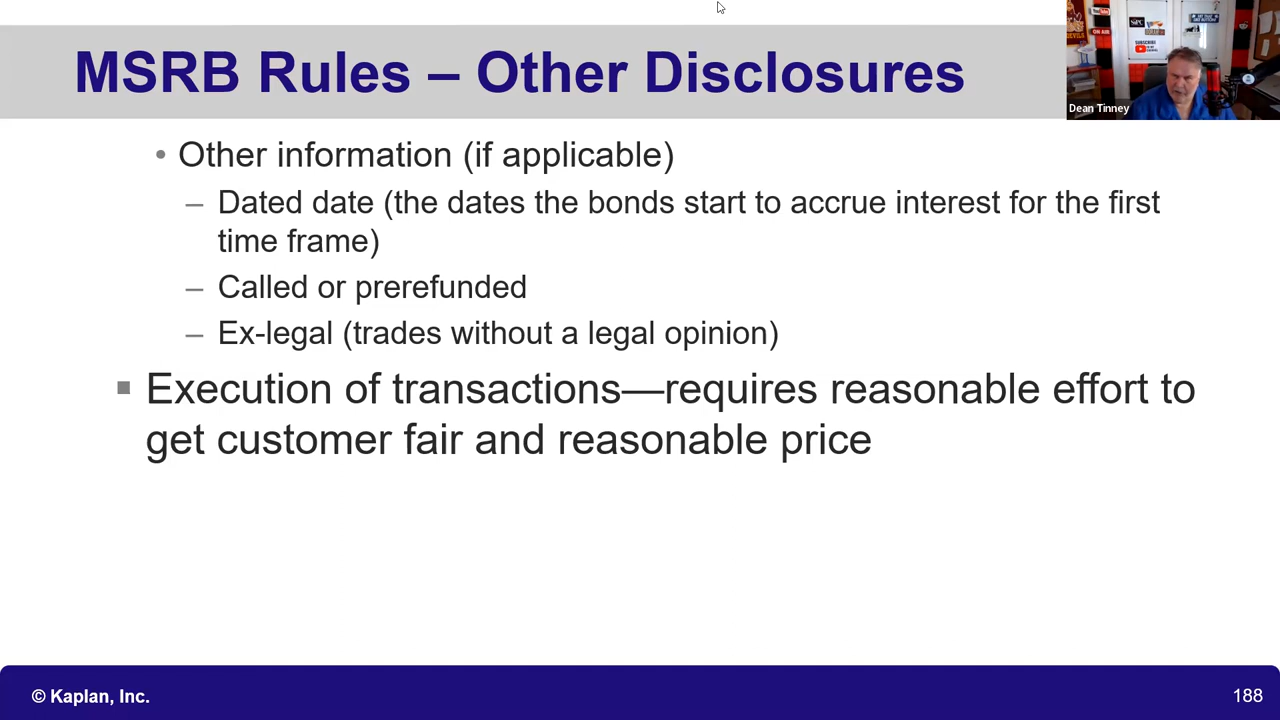 MSRB Rules – Other Disclosures
Dean Tinney
• Other information (if applicable)
– Dated date (the dates the bonds start to accrue interest for the first
time frame)
– Called or prerefunded
– Ex-legal (trades without a legal opinion)
▪ Execution of transactions—requires reasonable effort to
get customer fair and reasonable price
© Kaplan, Inc.
188